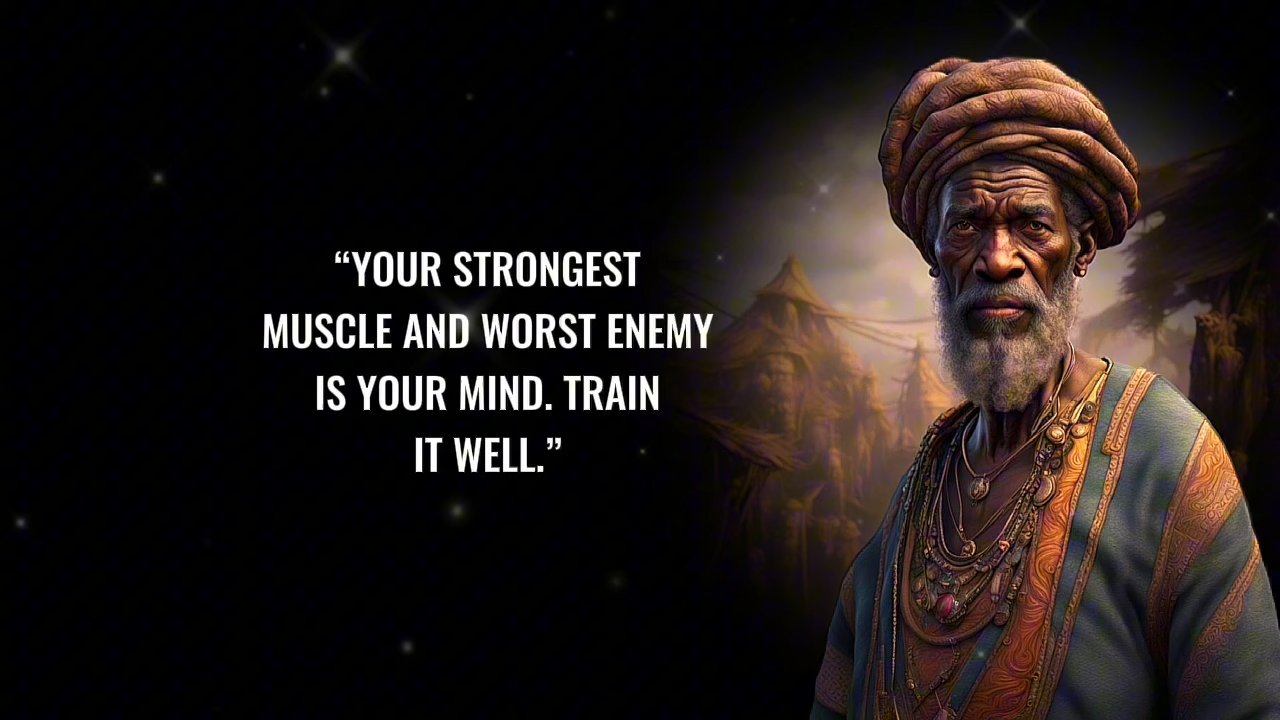 “YOUR STRONGEST
MUSCLE AND WORST ENEMY
IS YOUR MIND. TRAIN
IT WELL.”